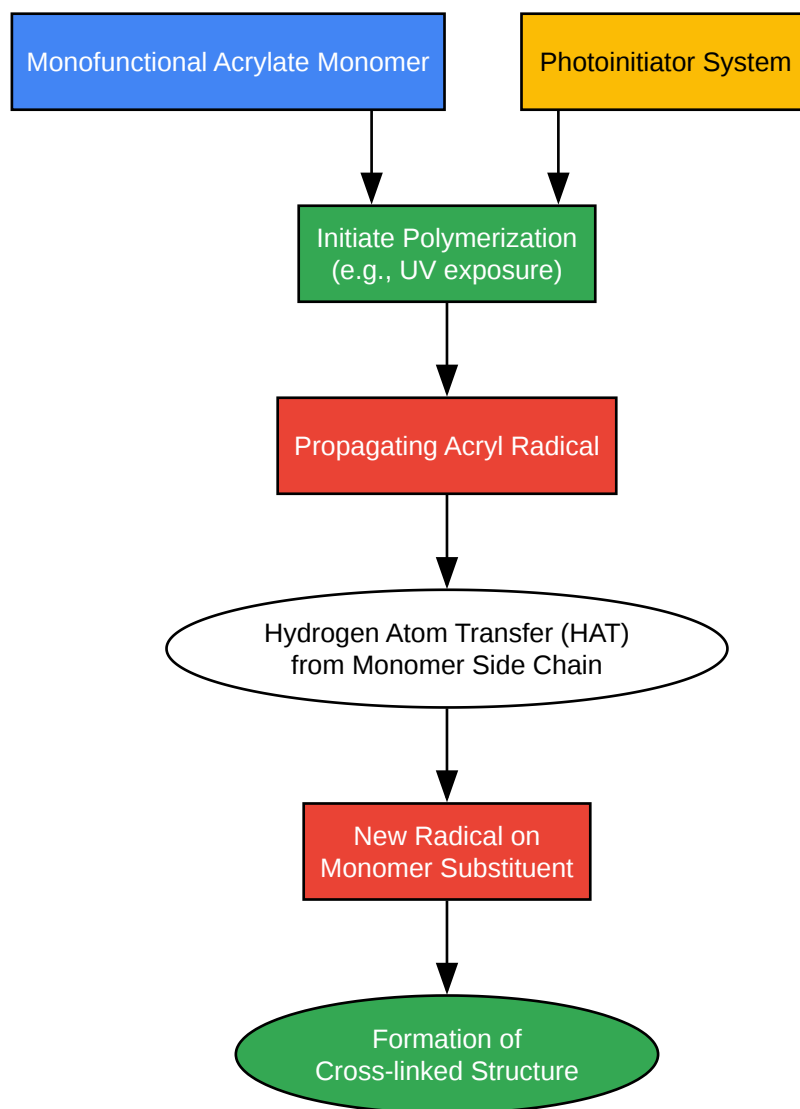 Monofunctional Acrylate Monomer
Photoinitiator System
Initiate Polymerization
(e.g., UV exposure)
Propagating Acryl Radical
Hydrogen Atom Transfer (HAT)
from Monomer Side Chain
New Radical on
Monomer Substituent
Formation of
Cross-linked Structure